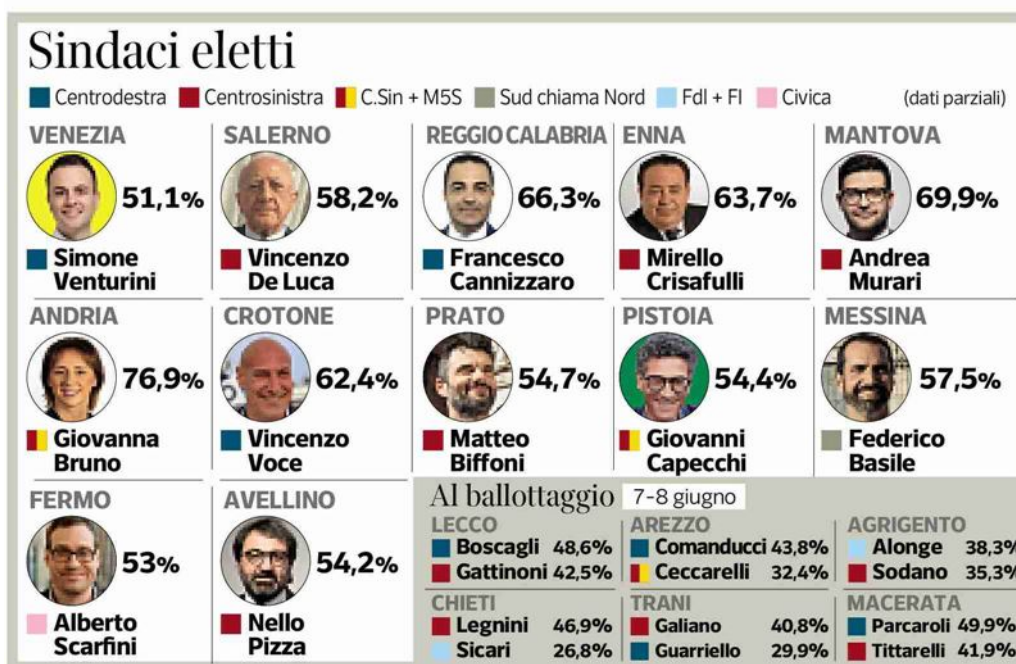 Sindaci eletti
Centrodestra Centrosinistra C.Sin + M5S Sud chiama Nord FdI + FI Civica (dati parziali)
VENEZIA
51,1%
Simone
Venturini
SALERNO
58,2%
Vincenzo
De Luca
REGGIO CALABRIA
66,3%
Francesco
Cannizzaro
ENNA
63,7%
Mirello
Crisafulli
MANTOVA
69,9%
Andrea
Murari
ANDRIA
76,9%
Giovanna
Bruno
CROTONE
62,4%
Vincenzo
Voce
PRATO
54,7%
Matteo
Biffoni
PISTOIA
54,4%
Giovanni
Capecchi
MESSINA
57,5%
Federico
Basile
FERMO
53%
Alberto
Scarfini
AVELLINO
54,2%
Nello
Pizza
Al ballottaggio 7-8 giugno
LECCO
Boscagli 48,6%
Gattinoni 42,5%
AREZZO
Comanducci 43,8%
Ceccarelli 32,4%
AGRIGENTO
Alonge 38,3%
Sodano 35,3%
CHIETI
Legnini 46,9%
Sicari 26,8%
TRANI
Galiano 40,8%
Guarriello 29,9%
MACERATA
Parcaroli 49,9%
Tittarelli 41,9%